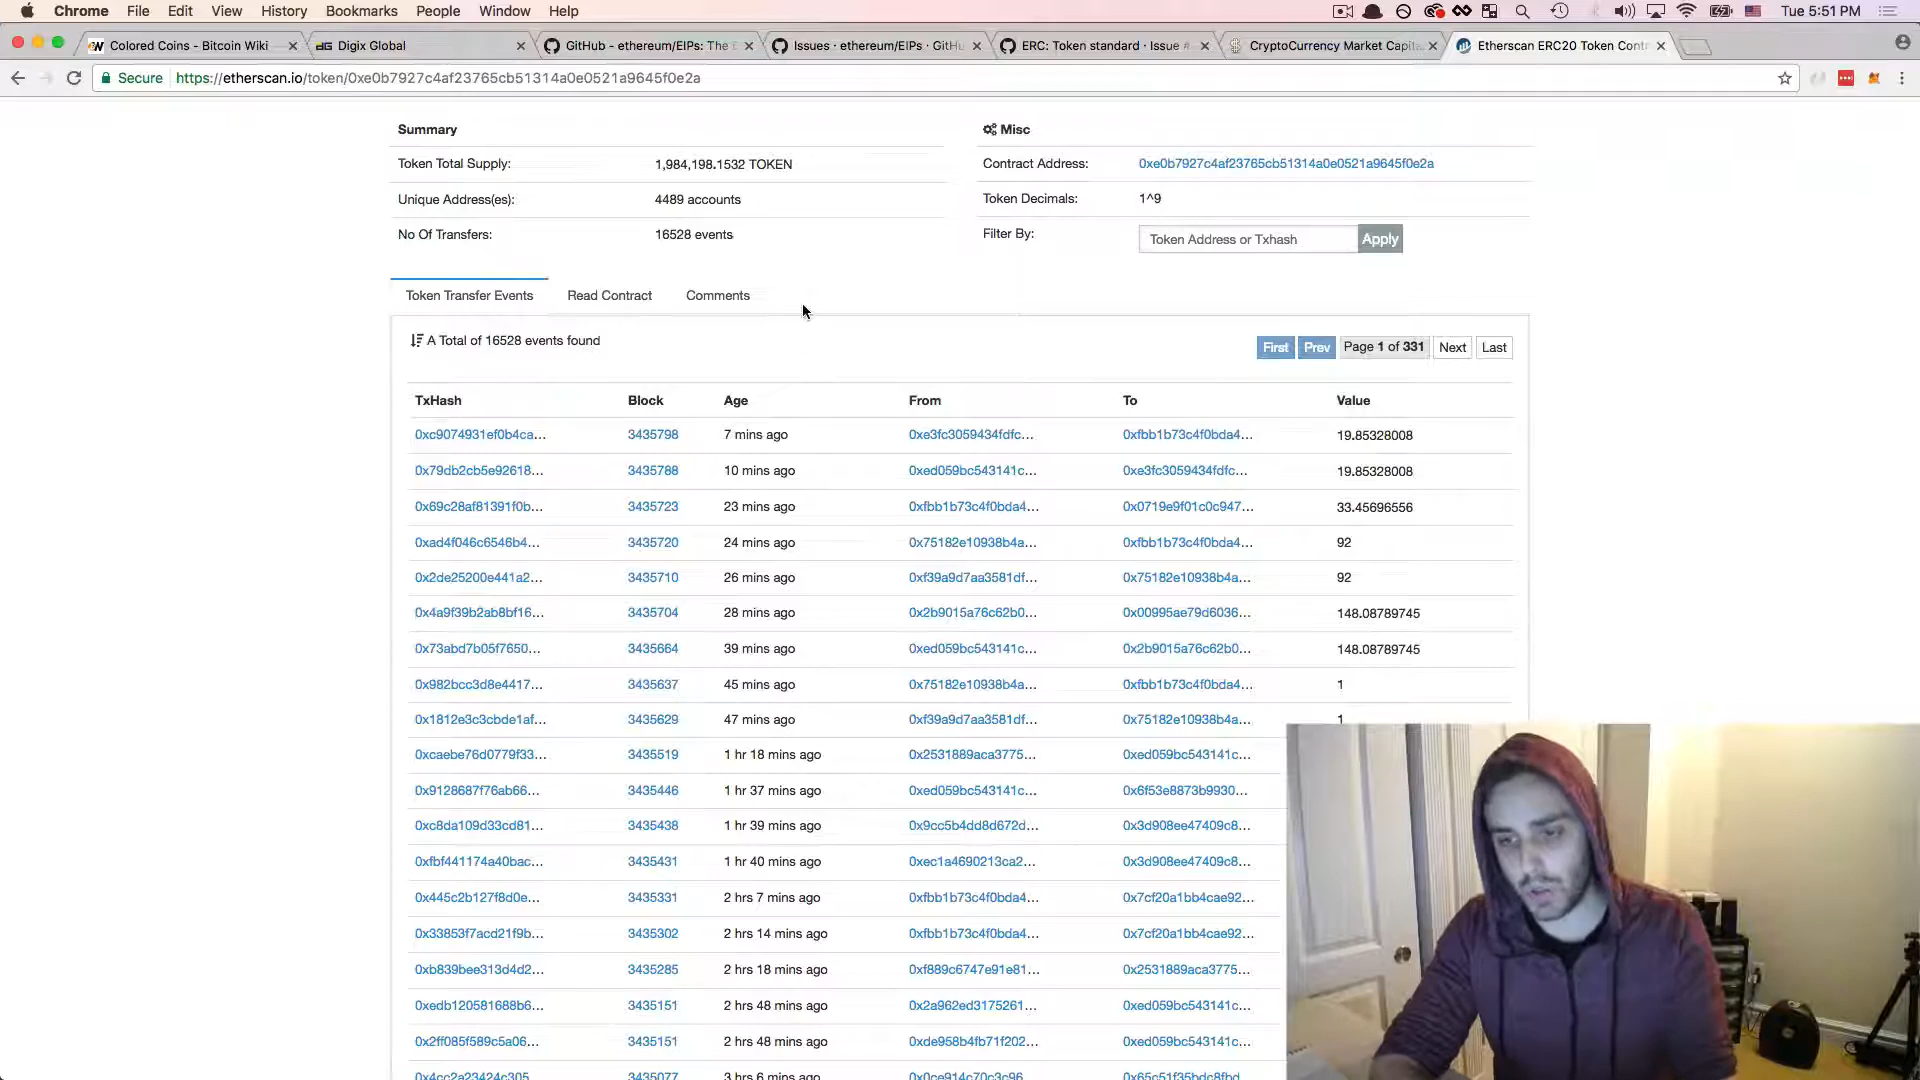 Chrome File Edit View History Bookmarks People Window Help Tue 5:51 PM
Colored Coins - Bitcoin Wiki Digix Global GitHub - ethereum/EIPs: The E Issues · ethereum/EIPs · GitHu ERC: Token standard · Issue # CryptoCurrency Market Capit Etherscan ERC20 Token Contr
Secure https://etherscan.io/token/0xe0b7927c4af23765cb51314a0e0521a9645f0e2a
Summary Misc
Token Total Supply: 1,984,198.1532 TOKEN Contract Address: 0xe0b7927c4af23765cb51314a0e0521a9645f0e2a
Unique Address(es): 4489 accounts Token Decimals: 1^9
No Of Transfers: 16528 events Filter By: Token Address or Txhash Apply
Token Transfer Events Read Contract Comments
A Total of 16528 events found First Prev Page 1 of 331 Next Last
TxHash Block Age From To Value
0xc9074931ef0b4ca... 3435798 7 mins ago 0xe3fc3059434fdfc... 0xfbb1b73c4f0bda4... 19.85328008
0x79db2cb5e92618... 3435788 10 mins ago 0xed059bc543141c... 0xe3fc3059434fdfc... 19.85328008
0x69c28af81391f0b... 3435723 23 mins ago 0xfbb1b73c4f0bda4... 0x0719e9f01c0c947... 33.45696556
0xad4f046c6546b4... 3435720 24 mins ago 0x75182e10938b4a... 0xfbb1b73c4f0bda4... 92
0x2de25200e441a2... 3435710 26 mins ago 0xf39a9d7aa3581df... 0x75182e10938b4a... 92
0x4a9f39b2ab8bf16... 3435704 28 mins ago 0x2b9015a76c62b0... 0x00995ae79d6036... 148.08789745
0x73abd7b05f7650... 3435664 39 mins ago 0xed059bc543141c... 0x2b9015a76c62b0... 148.08789745
0x982bcc3d8e4417... 3435637 45 mins ago 0x75182e10938b4a... 0xfbb1b73c4f0bda4... 1
0x1812e3c3cbde1af... 3435629 47 mins ago 0xf39a9d7aa3581df... 0x75182e10938b4a... 1
0xcaebe76d0779f33... 3435519 1 hr 18 mins ago 0x2531889aca3775... 0xed059bc543141c...
0x9128687f76ab66... 3435446 1 hr 37 mins ago 0xed059bc543141c... 0x6f53e8873b9930...
0xc8da109d33cd81... 3435438 1 hr 39 mins ago 0x9cc5b4dd8d672d... 0x3d908ee47409c8...
0xfbf441174a40bac... 3435431 1 hr 40 mins ago 0xec1a4690213ca2... 0x3d908ee47409c8...
0x445c2b127f8d0e... 3435331 2 hrs 7 mins ago 0xfbb1b73c4f0bda4... 0x7cf20a1bb4cae92...
0x33853f7acd21f9b... 3435302 2 hrs 14 mins ago 0xfbb1b73c4f0bda4... 0x7cf20a1bb4cae92...
0xb839bee313d4d2... 3435285 2 hrs 18 mins ago 0xf889c6747e91e81... 0x2531889aca3775...
0xedb120581688b6... 3435151 2 hrs 48 mins ago 0x2a962ed3175261... 0xed059bc543141c...
0x2ff085f589c5a06... 3435151 2 hrs 48 mins ago 0xde958b4fb71f202... 0xed059bc543141c...
0x4cc2a23424c305 3435077 3 hrs 6 mins ago 0x0ce914c70c3c96 0x65c51f35bdc8fbd